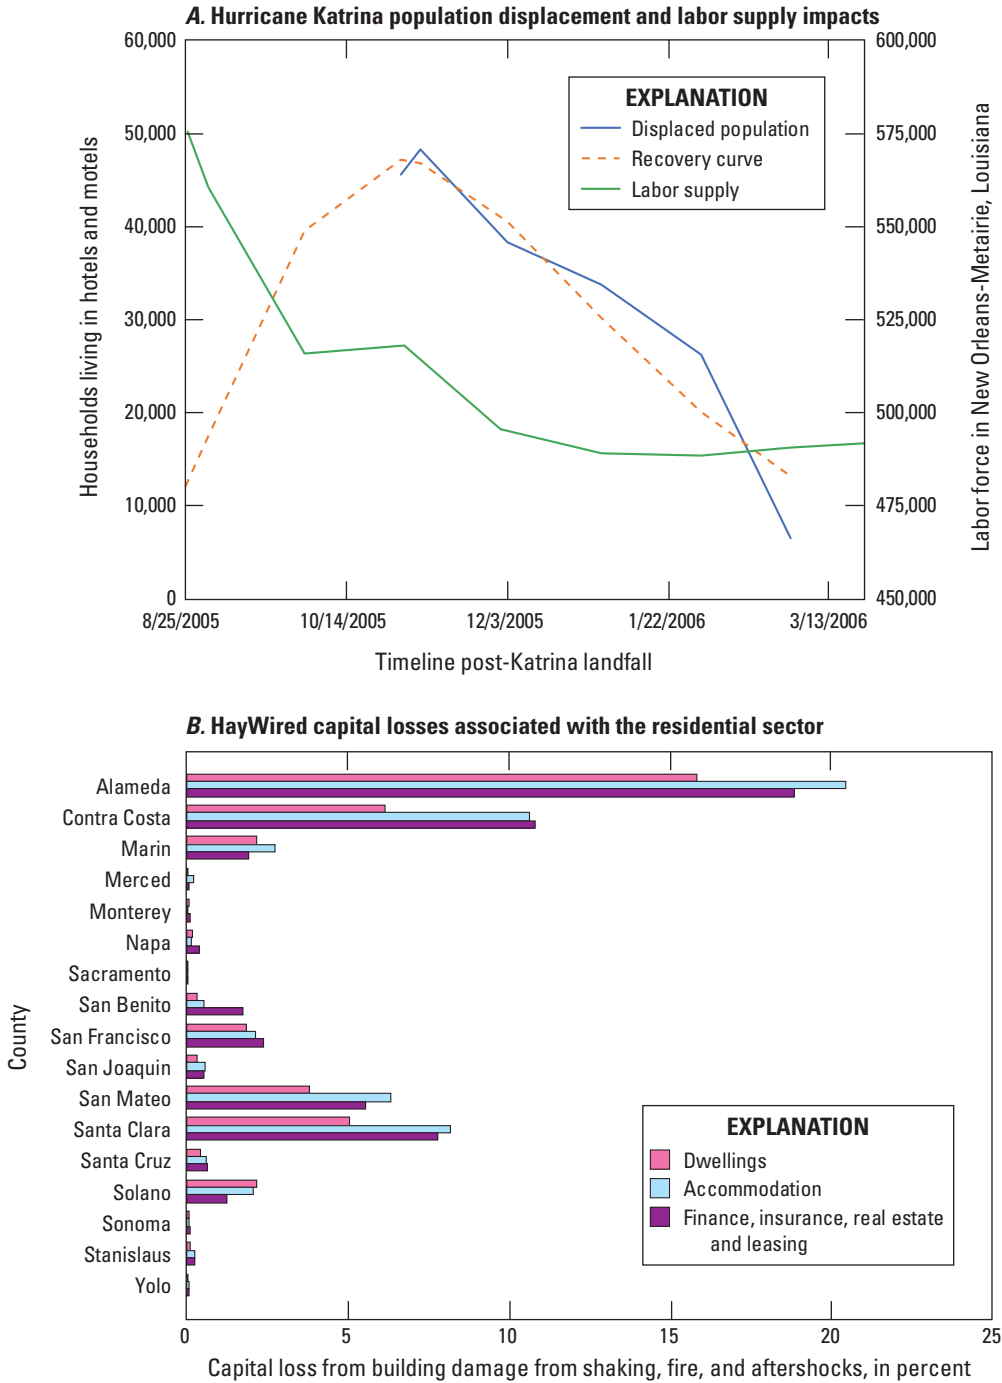 A. Hurricane Katrina population displacement and labor supply impacts
60,000
50,000
40,000
30,000
20,000
10,000
0
Households living in hotels and motels
600,000
575,000
550,000
525,000
500,000
475,000
450,000
Labor force in New Orleans-Metairie, Louisiana
EXPLANATION
Displaced population
Recovery curve
Labor supply
8/25/2005
10/14/2005
12/3/2005
1/22/2006
3/13/2006
Timeline post-Katrina landfall
B. HayWired capital losses associated with the residential sector
County
Alameda
Contra Costa
Marin
Merced
Monterey
Napa
Sacramento
San Benito
San Francisco
San Joaquin
San Mateo
Santa Clara
Santa Cruz
Solano
Sonoma
Stanislaus
Yolo
EXPLANATION
Dwellings
Accommodation
Finance, insurance, real estate
and leasing
0
5
10
15
20
25
Capital loss from building damage from shaking, fire, and aftershocks, in percent